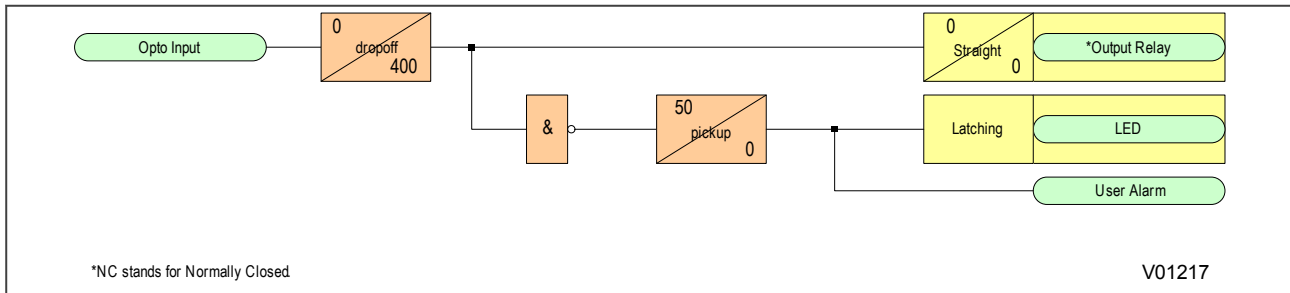 0
Opto Input
dropoff
400
0
Straight
0
*Output Relay
&
50
pickup
0
Latching
LED
User Alarm
*NC stands for Normally Closed.
V01217